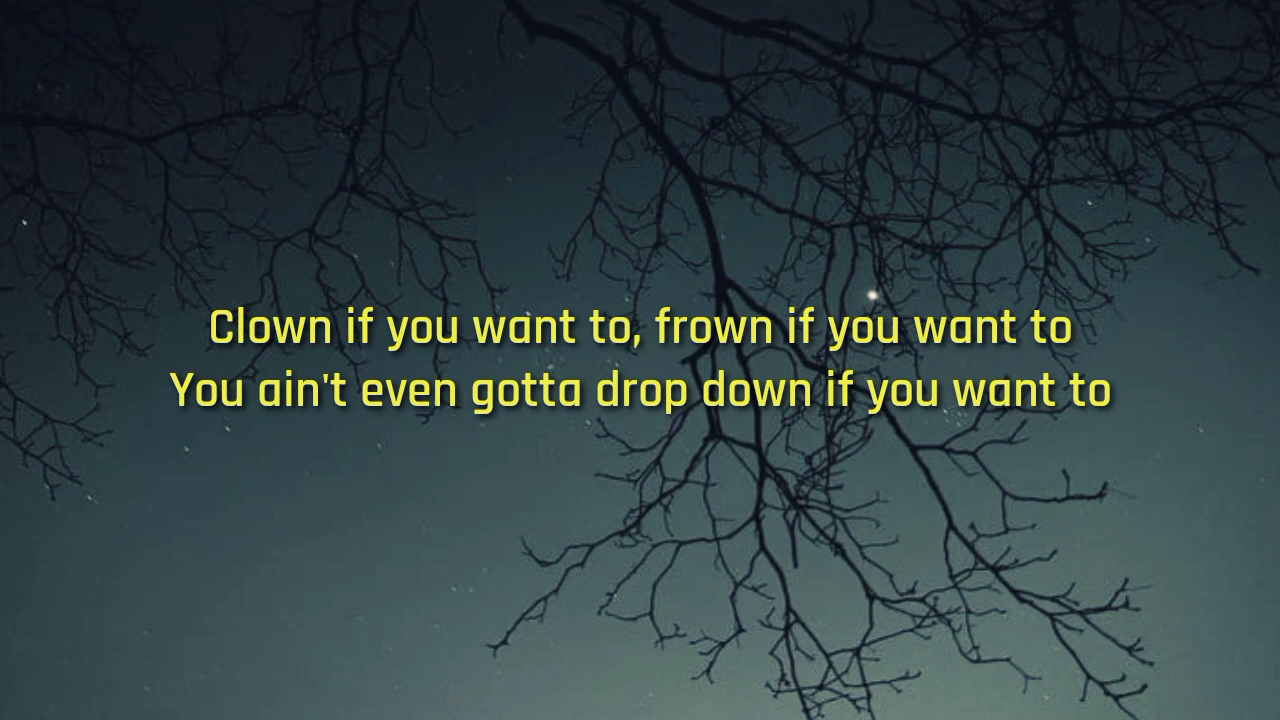 Clown if you want to, frown if you want to
You ain't even gotta drop down if you want to